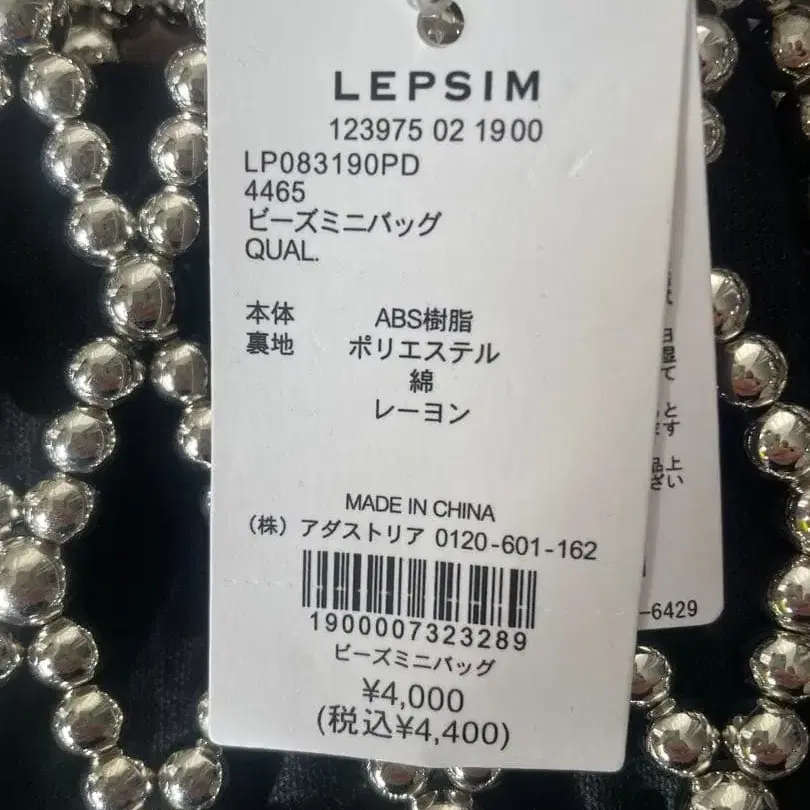 LEPSIM
123975 02 1900
LP083190PD
4465
ビーズミニバッグ
QUAL.
本体 ABS樹脂
裏地 ポリエステル
綿
レーヨン
MADE IN CHINA
(株) アダストリア 0120-601-162
1900007323289
ビーズミニバッグ
¥4,000
(税込¥4,400)
-6429